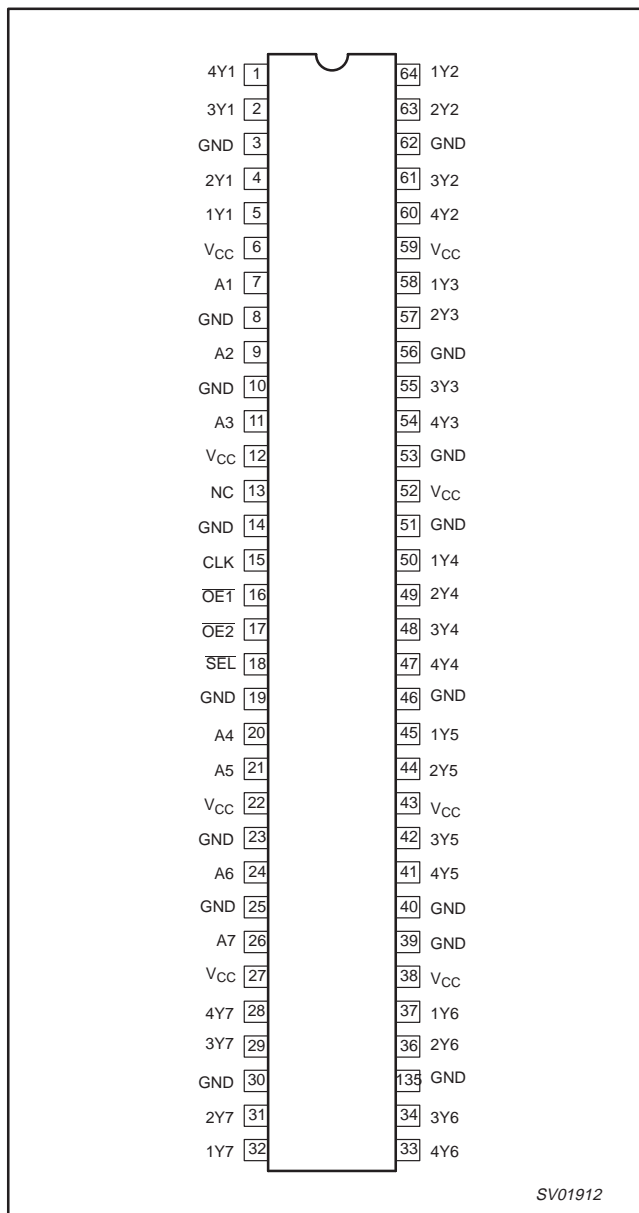 4Y1 1 64 1Y2
3Y1 2 63 2Y2
GND 3 62 GND
2Y1 4 61 3Y2
1Y1 5 60 4Y2
VCC 6 59 VCC
A1 7 58 1Y3
GND 8 57 2Y3
A2 9 56 GND
GND 10 55 3Y3
A3 11 54 4Y3
VCC 12 53 GND
NC 13 52 VCC
GND 14 51 GND
CLK 15 50 1Y4
OE1 16 49 2Y4
OE2 17 48 3Y4
SEL 18 47 4Y4
GND 19 46 GND
A4 20 45 1Y5
A5 21 44 2Y5
VCC 22 43 VCC
GND 23 42 3Y5
A6 24 41 4Y5
GND 25 40 GND
A7 26 39 GND
VCC 27 38 VCC
4Y7 28 37 1Y6
3Y7 29 36 2Y6
GND 30 135 GND
2Y7 31 34 3Y6
1Y7 32 33 4Y6
SV01912